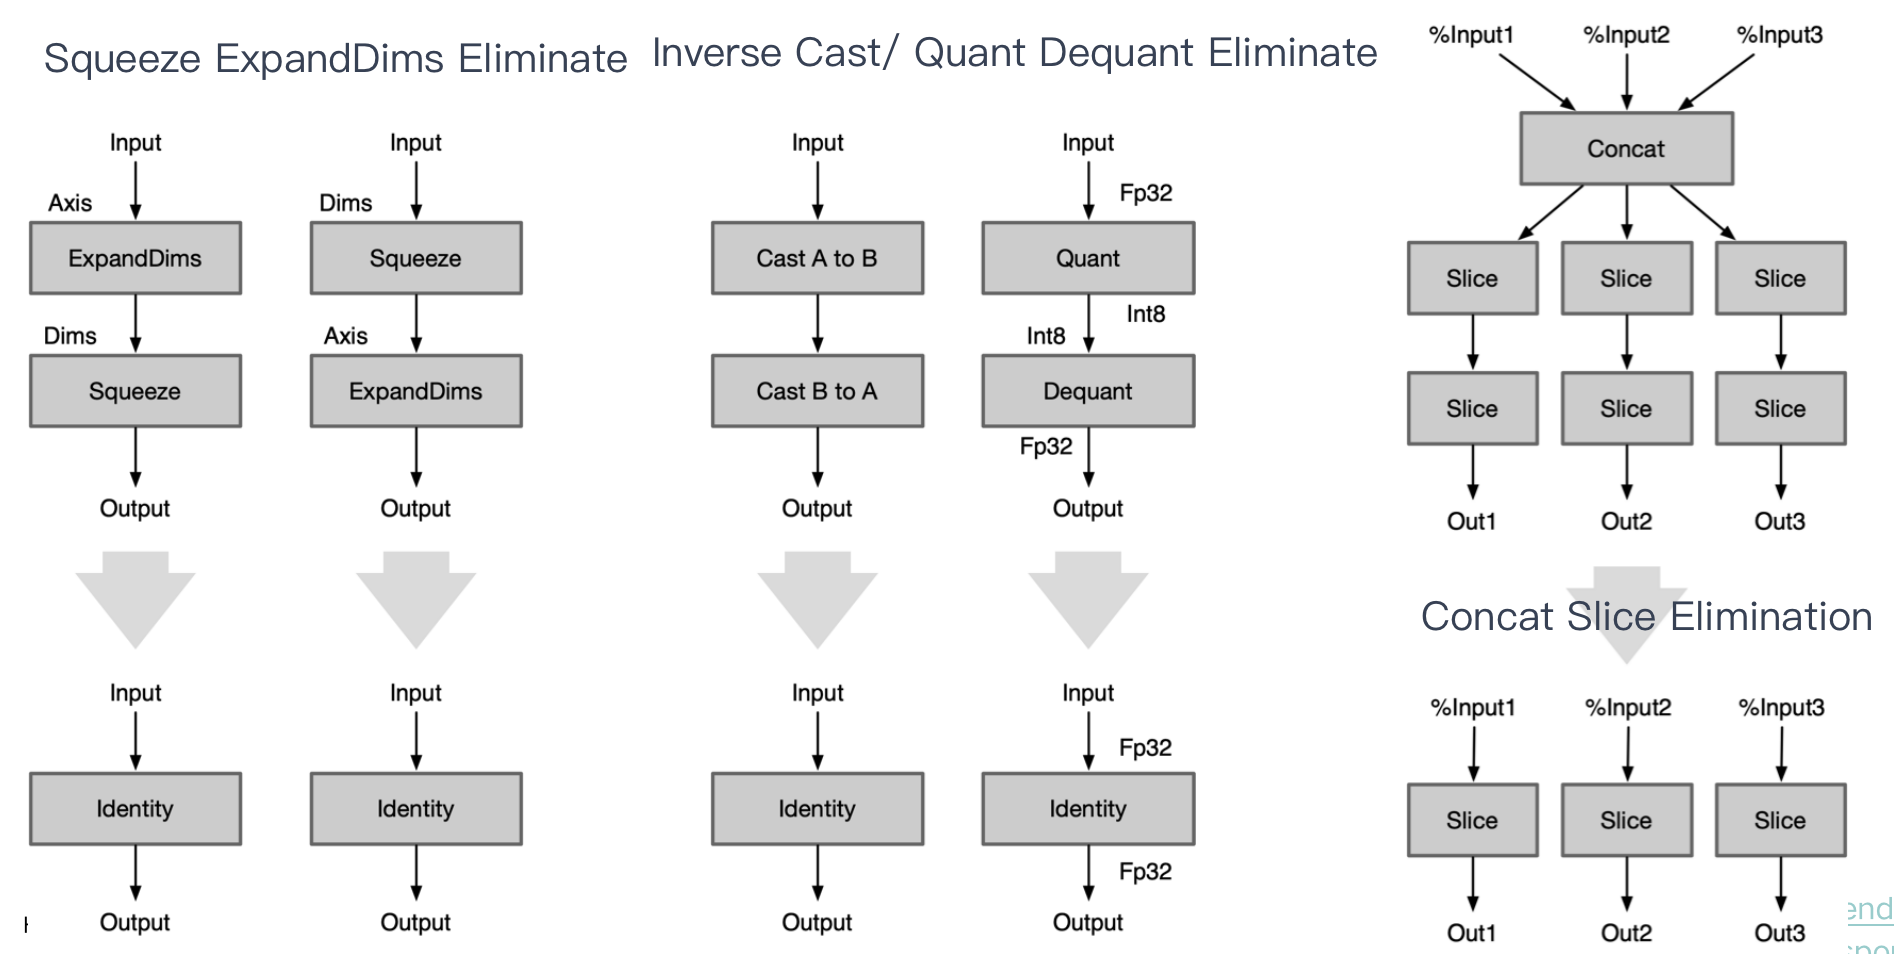 Squeeze ExpandDims Eliminate
Input
Axis
ExpandDims
Dims
Squeeze
Output
Input
Identity
Output
Input
Dims
Squeeze
Axis
ExpandDims
Output
Input
Identity
Output
Inverse Cast/ Quant Dequant Eliminate
Input
Cast A to B
Cast B to A
Output
Input
Identity
Output
Input
Fp32
Quant
Int8
Int8
Dequant
Fp32
Output
Input
Fp32
Identity
Fp32
Output
%Input1 %Input2 %Input3
Concat
Slice Slice Slice
Slice Slice Slice
Out1 Out2 Out3
Concat Slice Elimination
%Input1 %Input2 %Input3
Slice Slice Slice
Out1 Out2 Out3